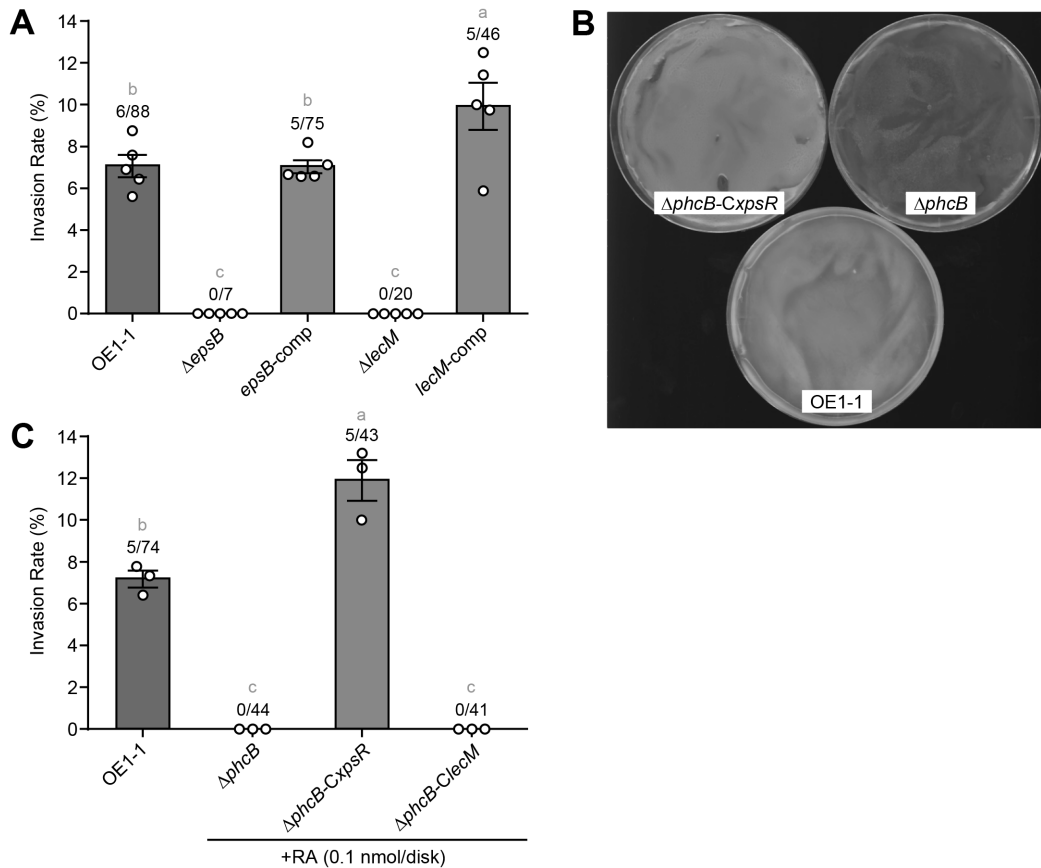 A
Invasion Rate (%)
14
12
10
8
6
4
2
0
b
6/88
c
0/7
b
5/75
c
0/20
a
5/46
OE1-1
ΔepsB
epsB-comp
ΔlecM
lecM-comp
B
ΔphcB-CxpsR
ΔphcB
OE1-1
C
Invasion Rate (%)
14
12
10
8
6
4
2
0
b
5/74
c
0/44
a
5/43
c
0/41
OE1-1
ΔphcB
ΔphcB-CxpsR
ΔphcB-ClecM
+RA (0.1 nmol/disk)